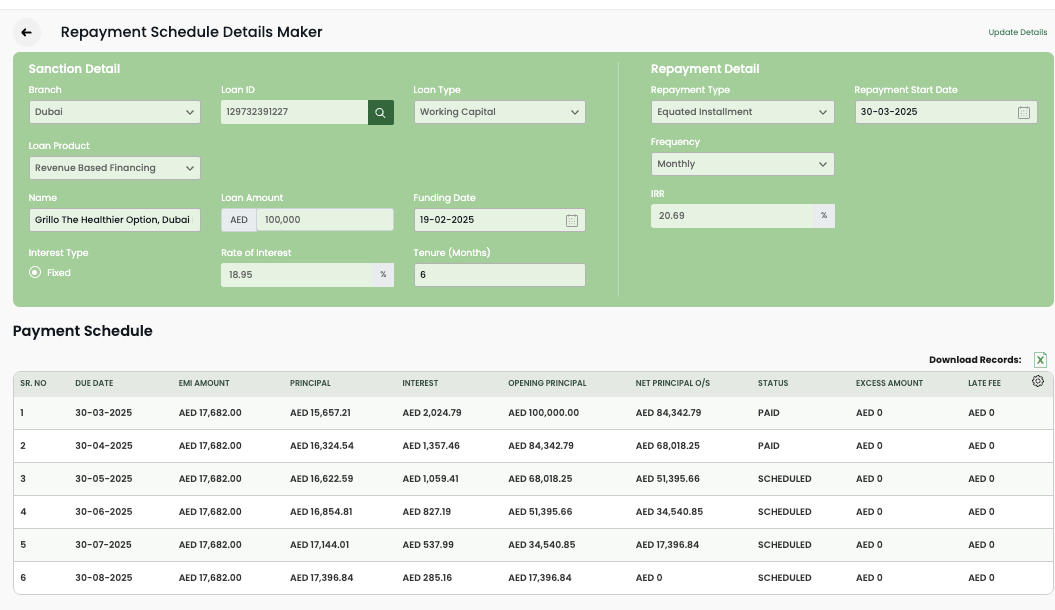 Repayment Schedule Details Maker
Update Details
Sanction Detail
Branch
Loan ID
Loan Type
Dubai
129732391227
Working Capital
Loan Product
Revenue Based Financing
Name
Loan Amount
Funding Date
Grillo The Healthier Option, Dubai
AED 100,000
19-02-2025
Interest Type
Rate of Interest
Tenure (Months)
Fixed
18.95 %
6
Repayment Detail
Repayment Type
Repayment Start Date
Equated Installment
30-03-2025
Frequency
Monthly
IRR
20.69 %
Payment Schedule
Download Records:
SR. NO DUE DATE EMI AMOUNT PRINCIPAL INTEREST OPENING PRINCIPAL NET PRINCIPAL O/S STATUS EXCESS AMOUNT LATE FEE
1 30-03-2025 AED 17,682.00 AED 15,657.21 AED 2,024.79 AED 100,000.00 AED 84,342.79 PAID AED 0 AED 0
2 30-04-2025 AED 17,682.00 AED 16,324.54 AED 1,357.46 AED 84,342.79 AED 68,018.25 PAID AED 0 AED 0
3 30-05-2025 AED 17,682.00 AED 16,622.59 AED 1,059.41 AED 68,018.25 AED 51,395.66 SCHEDULED AED 0 AED 0
4 30-06-2025 AED 17,682.00 AED 16,854.81 AED 827.19 AED 51,395.66 AED 34,540.85 SCHEDULED AED 0 AED 0
5 30-07-2025 AED 17,682.00 AED 17,144.01 AED 537.99 AED 34,540.85 AED 17,396.84 SCHEDULED AED 0 AED 0
6 30-08-2025 AED 17,682.00 AED 17,396.84 AED 285.16 AED 17,396.84 AED 0 SCHEDULED AED 0 AED 0